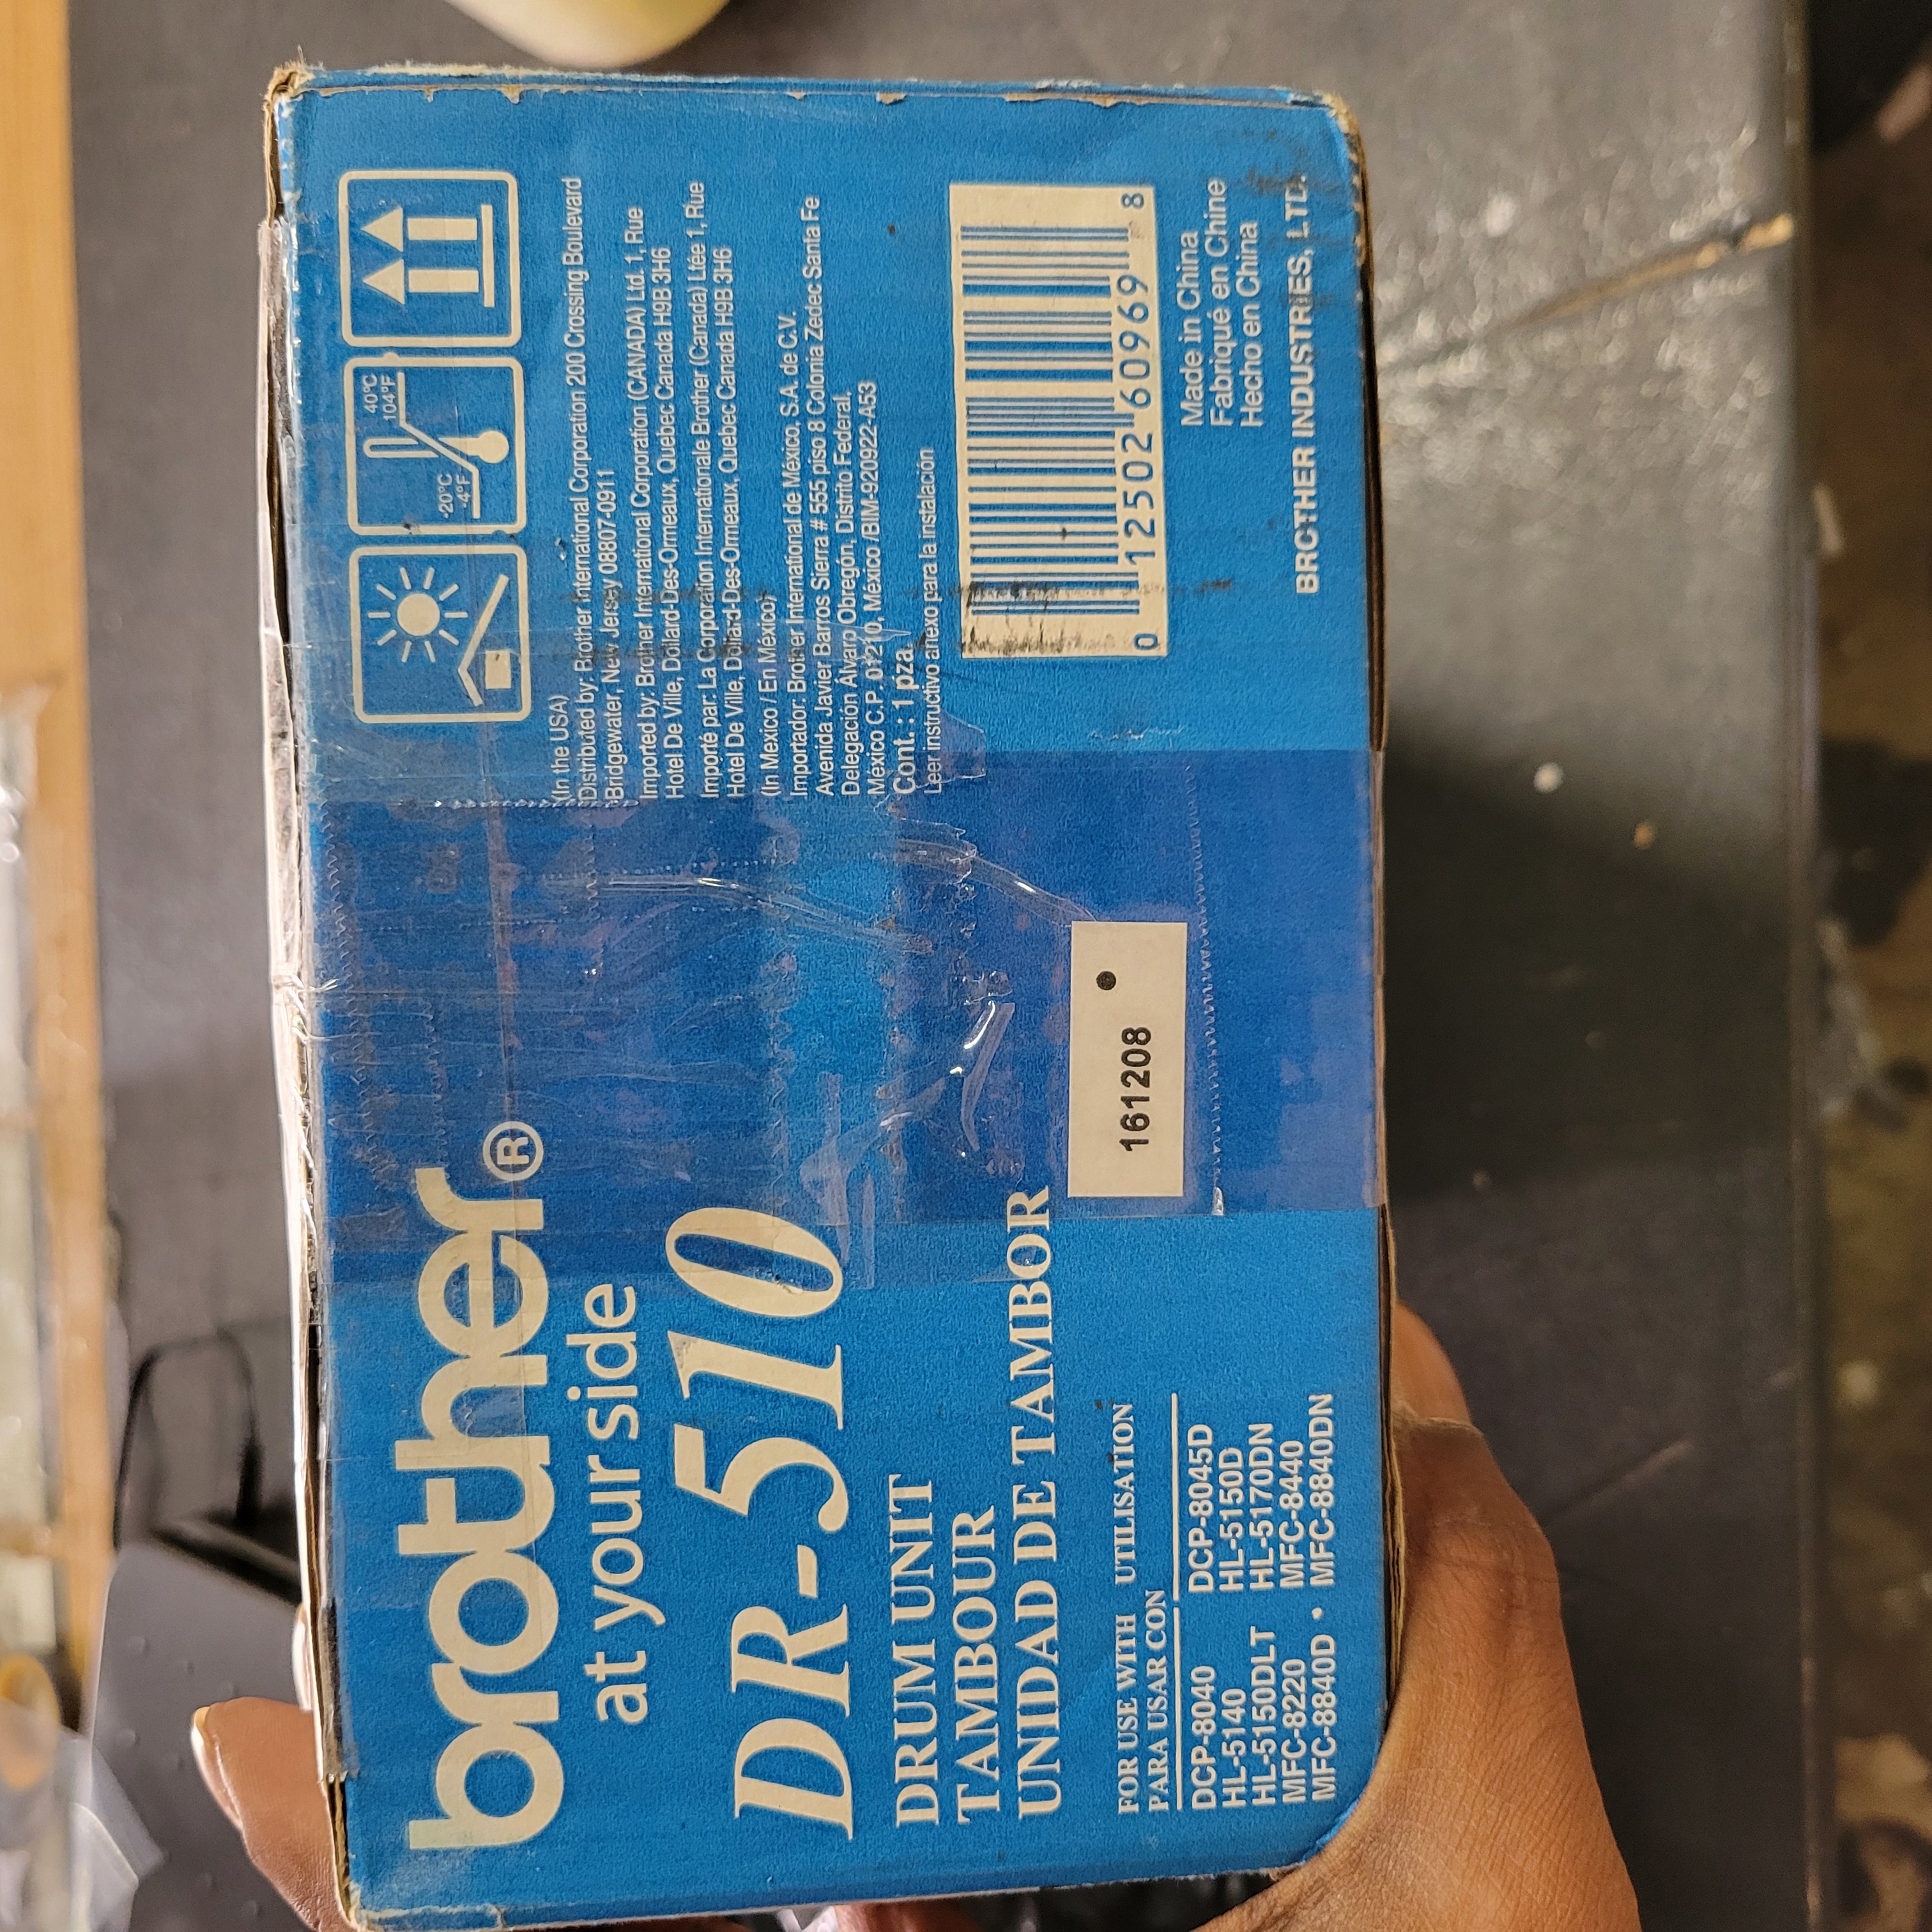 brother®
at your side
DR-510
DRUM UNIT
TAMBOUR
UNIDAD DE TAMBOR
FOR USE WITH UTILISATION
PARA USAR CON
DCP-8040 DCP-8045D
HL-5140 HL-5150D
HL-5150DLT HL-5170DN
MFC-8220 MFC-8440
MFC-8840D • MFC-8840DN
161208
-20°C
-4°F
40°C
104°F
(In the USA)
Distributed by: Brother International Corporation 200 Crossing Boulevard
Bridgewater, New Jersey 08807-0911
Imported by: Brother International Corporation (CANADA) Ltd. 1, Rue
Hotel De Ville, Dollard-Des-Ormeaux, Quebec Canada H9B 3H6
Importé par: La Corporation Internationale Brother (Canada) Ltée 1, Rue
Hotel De Ville, Dollard-Des-Ormeaux, Quebec Canada H9B 3H6
(In Mexico / En México)
Importador: Brother International de México, S.A. de C.V.
Avenida Javier Barros Sierra # 555 piso 8 Colonia Zedec Santa Fe
Delegación Álvaro Obregón, Distrito Federal,
México C.P. 01210, México /BIM-920922-A53
Cont.: 1 pza.
Leer instructivo anexo para la instalación
0 12502 60969 8
Made in China
Fabriqué en Chine
Hecho en China
BROTHER INDUSTRIES, LTD.